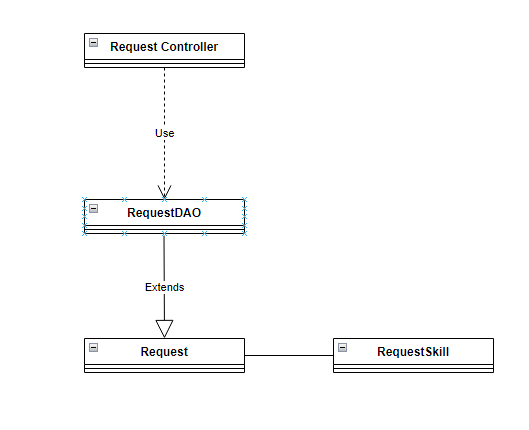 Request Controller
Use
RequestDAO
Extends
Request
RequestSkill